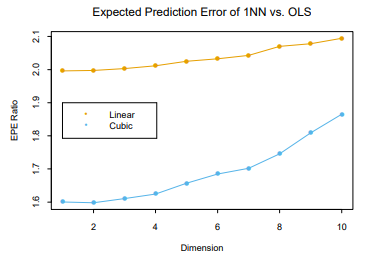 Expected Prediction Error of 1NN vs. OLS
2.1
2.0
1.9
1.8
1.7
1.6
EPE Ratio
Linear
Cubic
2 4 6 8 10
Dimension